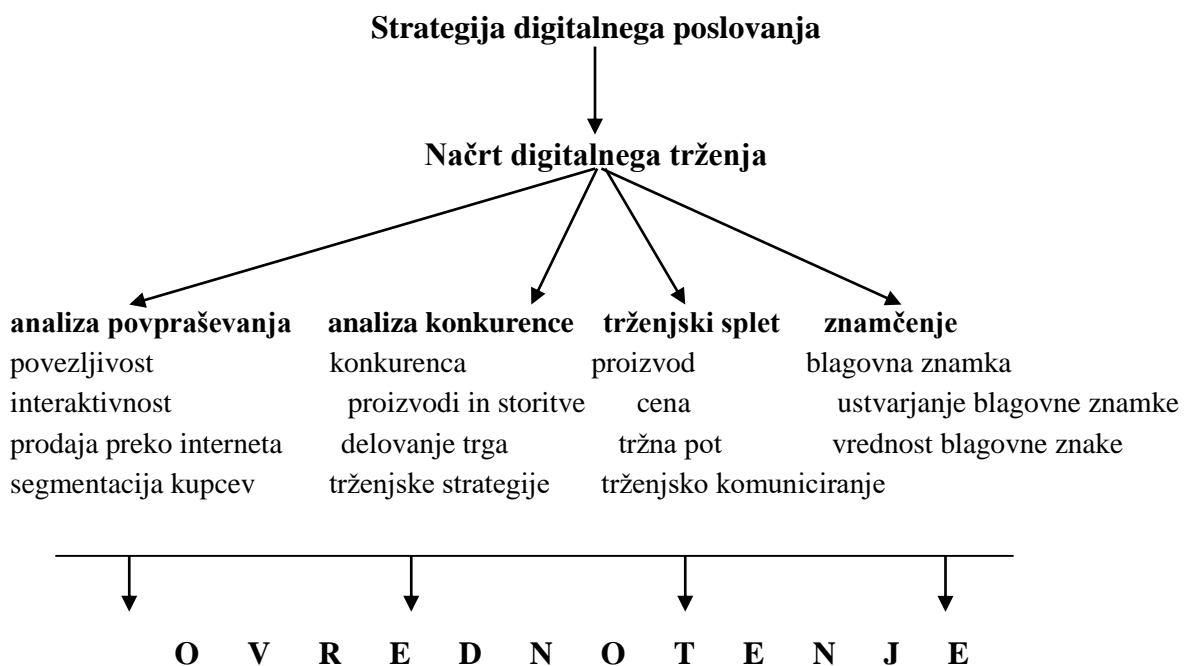 Strategija digitalnega poslovanja
Načrt digitalnega trženja
analiza povpraševanja analiza konkurence trženjski splet znamčenje
povezljivost konkurenca proizvod blagovna znamka
interaktivnost proizvodi in storitve cena ustvarjanje blagovne znamke
prodaja preko interneta delovanje trga tržna pot vrednost blagovne znake
segmentacija kupcev trženjske strategije trženjsko komuniciranje
O V R E D N O T E N J E